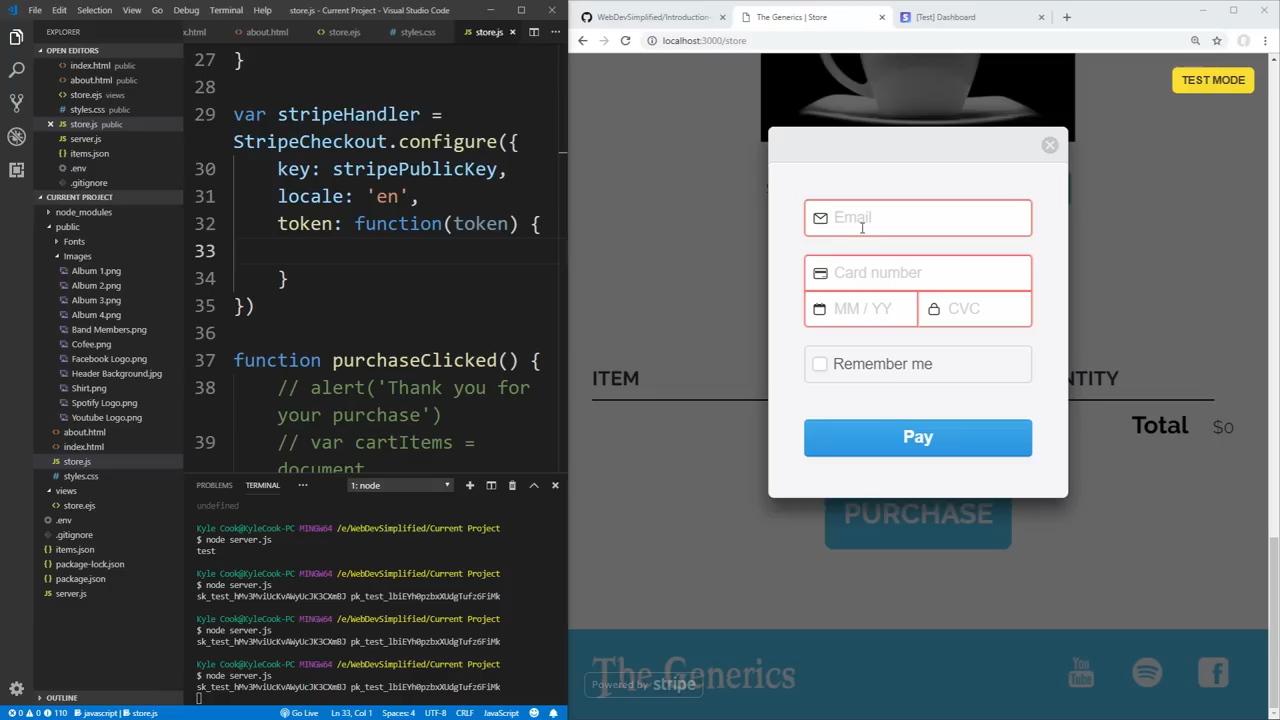 File Edit Selection View Go Debug Terminal Help store.js - Current Project - Visual Studio Code
EXPLORER
OPEN EDITORS
index.html public
about.html public
store.ejs views
styles.css public
store.js public
server.js
items.json
.env
.gitignore
CURRENT PROJECT
node_modules
public
Fonts
Images
Album 1.png
Album 2.png
Album 3.png
Album 4.png
Band Members.png
Cofee.png
Facebook Logo.png
Header Background.jpg
Shirt.png
Spotify Logo.png
Youtube Logo.png
about.html
index.html
store.js
styles.css
views
store.ejs
.env
.gitignore
items.json
package-lock.json
package.json
server.js
OUTLINE
x.html about.html store.ejs styles.css store.js
27 }
28
29 var stripeHandler =
StripeCheckout.configure({
30 key: stripePublicKey,
31 locale: 'en',
32 token: function(token) {
33
34 }
35 })
36
37 function purchaseClicked() {
38 // alert('Thank you for
your purchase')
39 // var cartItems =
document
PROBLEMS TERMINAL ... 1: node
undefined
Kyle Cook@KyleCook-PC MINGW64 /e/WebDevSimplified/Current Project
$ node server.js
test
Kyle Cook@KyleCook-PC MINGW64 /e/WebDevSimplified/Current Project
$ node server.js
Kyle Cook@KyleCook-PC MINGW64 /e/WebDevSimplified/Current Project
$ node server.js
Kyle Cook@KyleCook-PC MINGW64 /e/WebDevSimplified/Current Project
$ node server.js
0 0 110 javascript | store.js Go Live Ln 33, Col 1 Spaces: 4 UTF-8 CRLF JavaScript
WebDevSimplified/Introduction- The Generics | Store [Test] Dashboard
localhost:3000/store
TEST MODE
Email
Card number
MM / YY CVC
Remember me
Pay
ITEM NTITY
Total $0
PURCHASE
The Generics
Powered by stripe
You Tube